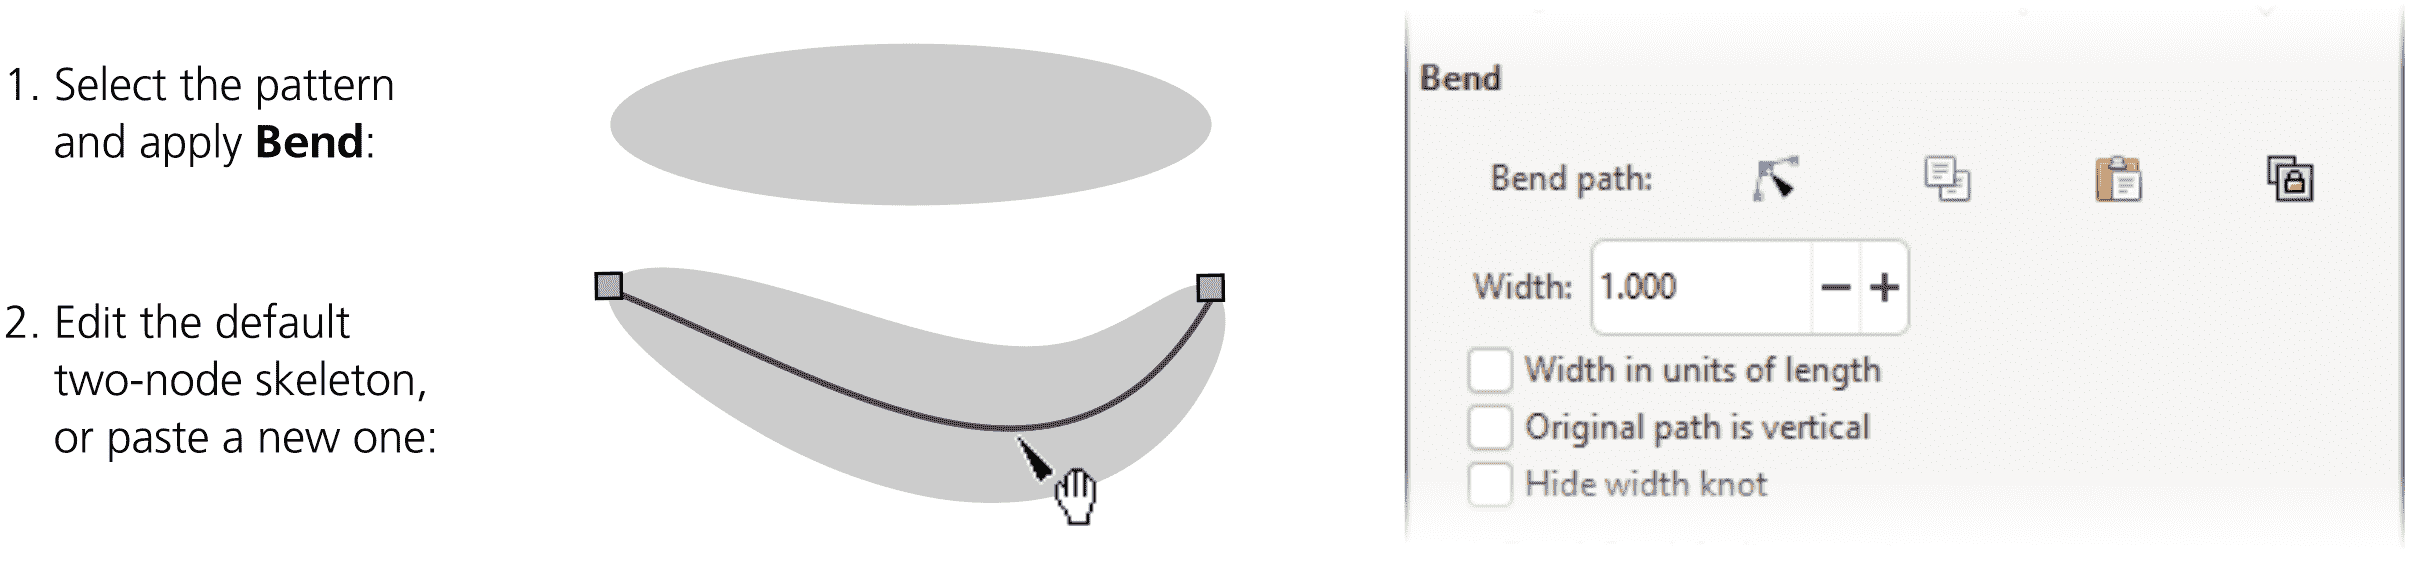 1. Select the pattern
and apply Bend:
2. Edit the default
two-node skeleton,
or paste a new one:
Bend
Bend path:
Width: 1.000 − +
Width in units of length
Original path is vertical
Hide width knot